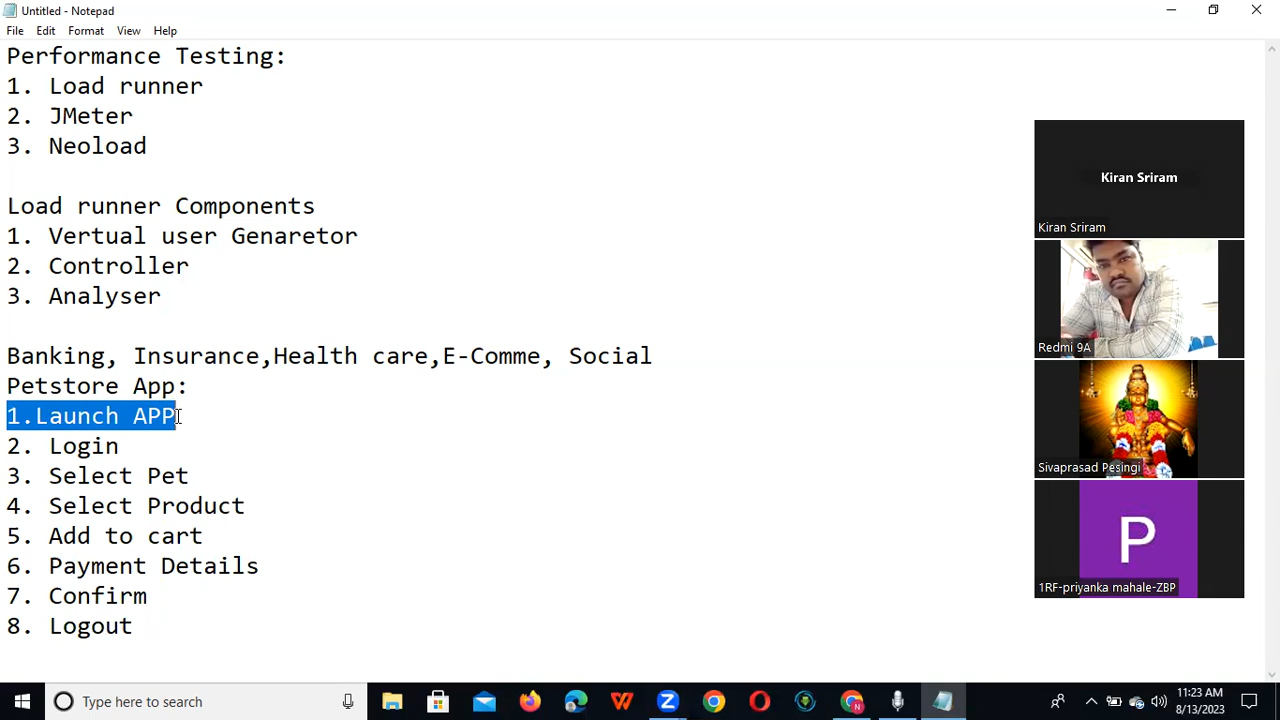 Untitled - Notepad
File Edit Format View Help
Performance Testing:
1. Load runner
2. JMeter
3. Neoload
Load runner Components
1. Vertual user Genaretor
2. Controller
3. Analyser
Banking, Insurance,Health care,E-Comme, Social
Petstore App:
1.Launch APP
2. Login
3. Select Pet
4. Select Product
5. Add to cart
6. Payment Details
7. Confirm
8. Logout
Kiran Sriram
Kiran Sriram
Redmi 9A
Sivaprasad Pesingi
P
1RF-priyanka mahale-ZBP
Type here to search
11:23 AM
8/13/2023